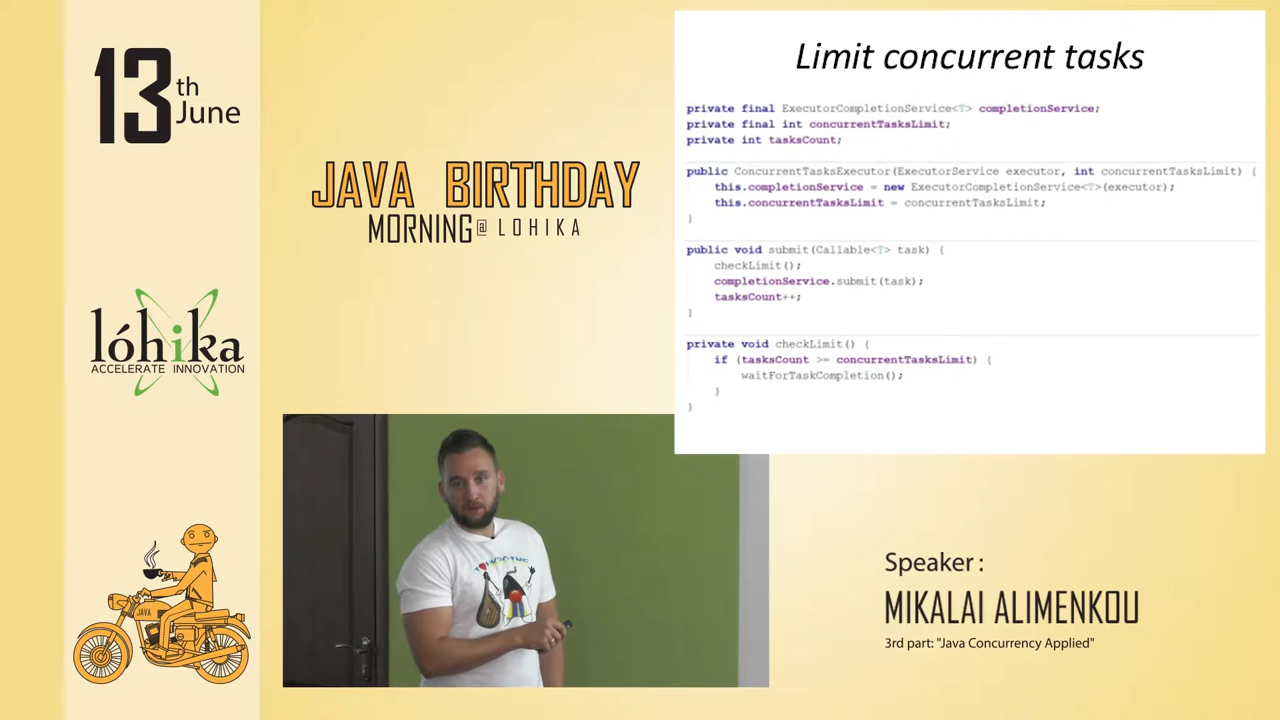 13
th
June
lóhika
ACCELERATE INNOVATION
JAVA
JAVA BIRTHDAY
MORNING@LOHIKA
Limit concurrent tasks
private final ExecutorCompletionService<T> completionService;
private final int concurrentTasksLimit;
private int tasksCount;
public ConcurrentTasksExecutor(ExecutorService executor, int concurrentTasksLimit) {
this.completionService = new ExecutorCompletionService<T>(executor);
this.concurrentTasksLimit = concurrentTasksLimit;
}
public void submit(Callable<T> task) {
checkLimit();
completionService.submit(task);
tasksCount++;
}
private void checkLimit() {
if (tasksCount >= concurrentTasksLimit) {
waitForTaskCompletion();
}
}
Speaker :
MIKALAI ALIMENKOU
3rd part: "Java Concurrency Applied"